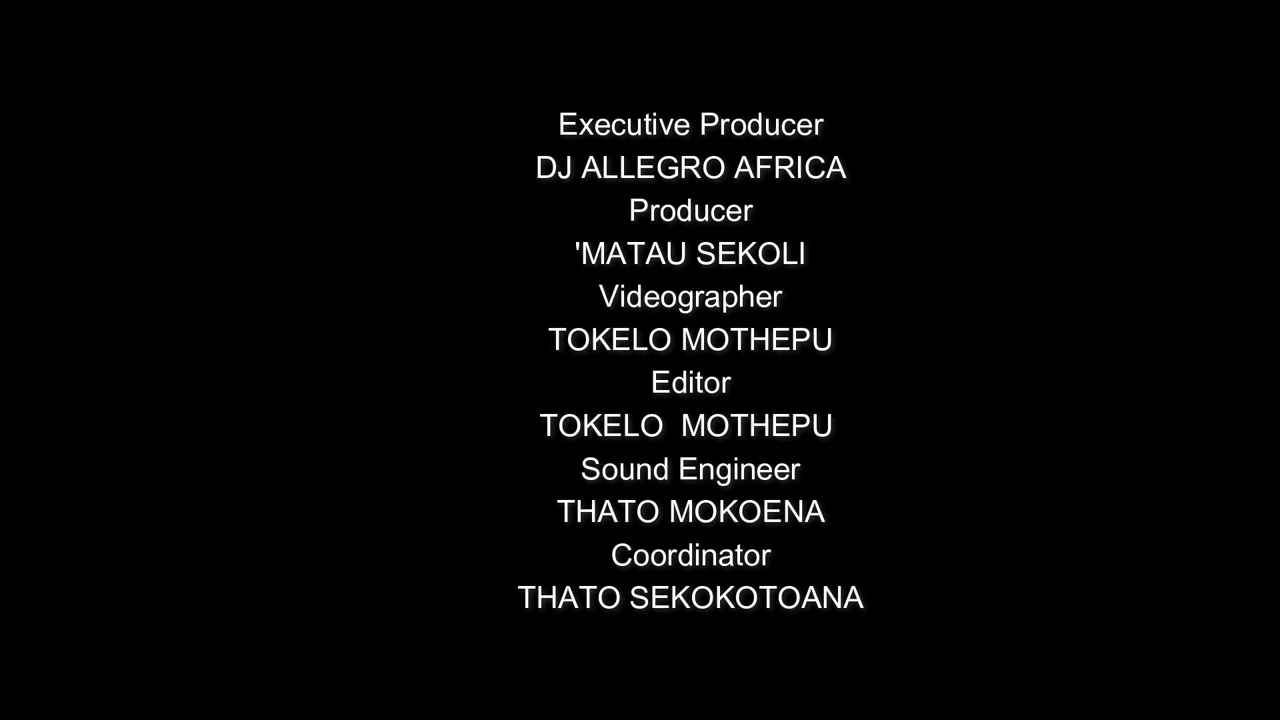 Executive Producer
DJ ALLEGRO AFRICA
Producer
'MATAU SEKOLI
Videographer
TOKELO MOTHEPU
Editor
TOKELO  MOTHEPU
Sound Engineer
THATO MOKOENA
Coordinator
THATO SEKOKOTOANA